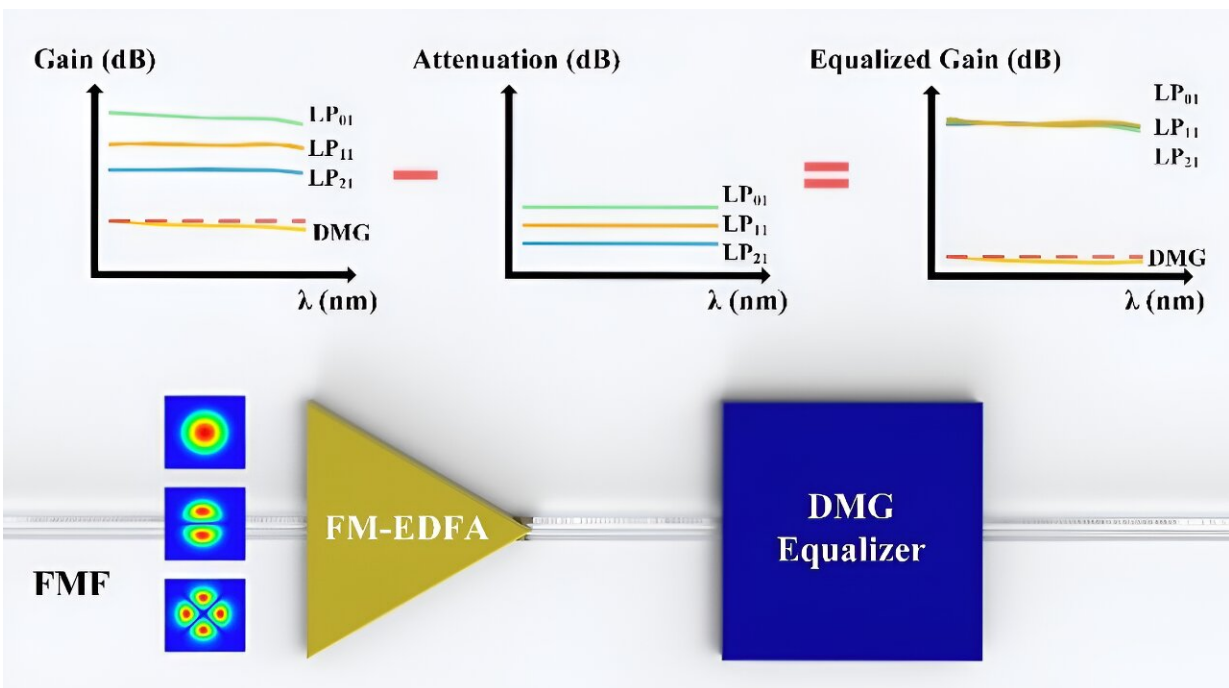 Gain (dB)
LP₀₁
LP₁₁
LP₂₁
DMG
λ (nm)
Attenuation (dB)
LP₀₁
LP₁₁
LP₂₁
λ (nm)
Equalized Gain (dB)
LP₀₁
LP₁₁
LP₂₁
DMG
λ (nm)
FMF
FM-EDFA
DMG
Equalizer